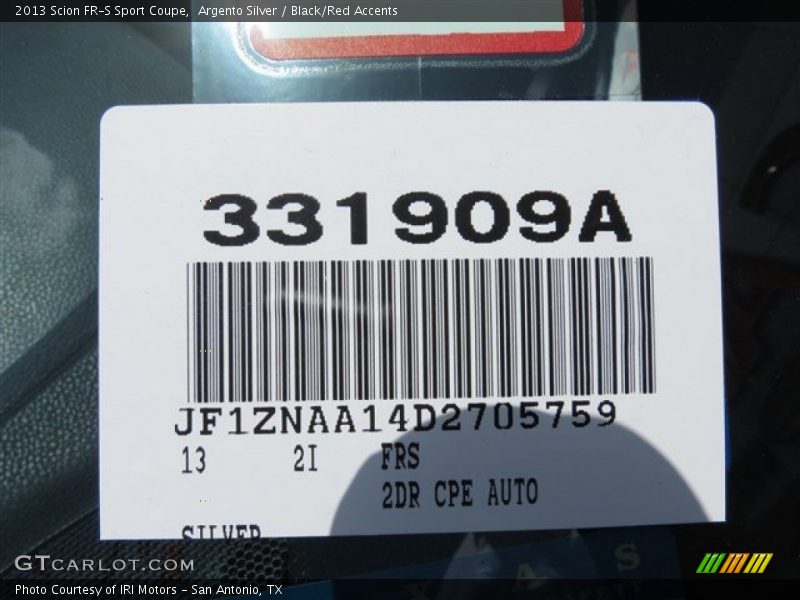 2013 Scion FR-S Sport Coupe,  Argento Silver / Black/Red Accents
331909A
JF1ZNAA14D2705759
13 2I FRS
2DR CPE AUTO
SILVER
GTCARLOT.COM
Photo Courtesy of IRI Motors - San Antonio, TX